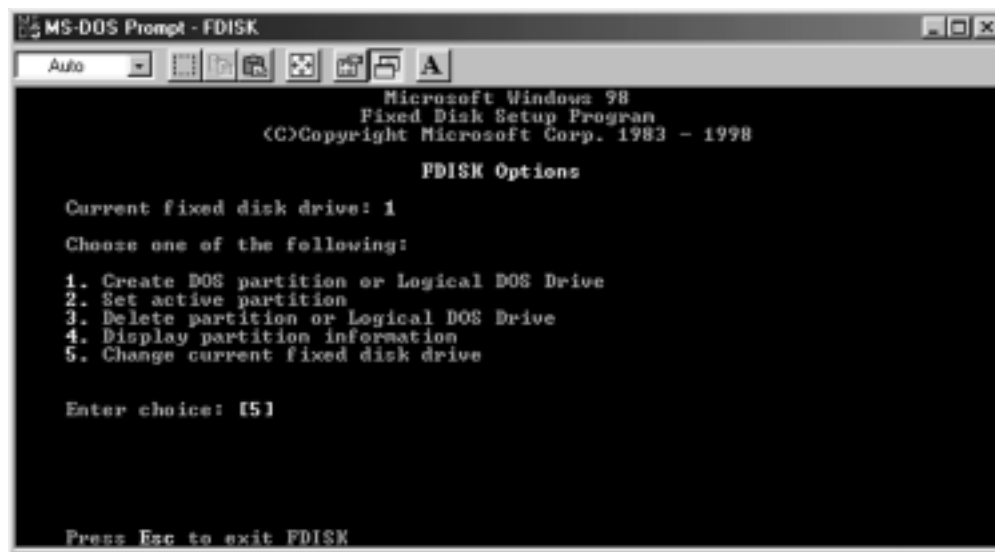 MS-DOS Prompt - FDISK
Auto
A
Microsoft Windows 98
Fixed Disk Setup Program
(C)Copyright Microsoft Corp. 1983 - 1998
FDISK Options
Current fixed disk drive: 1
Choose one of the following:
1. Create DOS partition or Logical DOS Drive
2. Set active partition
3. Delete partition or Logical DOS Drive
4. Display partition information
5. Change current fixed disk drive
Enter choice: [5]
Press Esc to exit FDISK